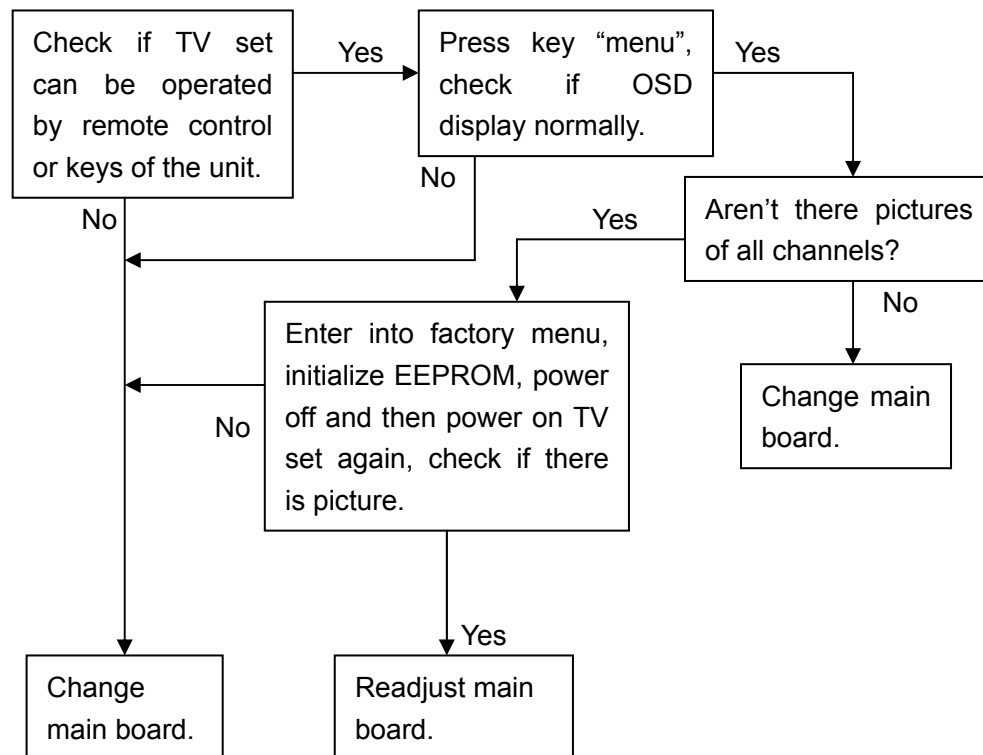 Check if TV set
can be operated
by remote control
or keys of the unit.
Yes
Press key “menu”,
check if OSD
display normally.
Yes
No
No
Aren't there pictures
of all channels?
Yes
No
Enter into factory menu,
initialize EEPROM, power
off and then power on TV
set again, check if there
is picture.
No
Change main
board.
Yes
Change
main board.
Readjust main
board.